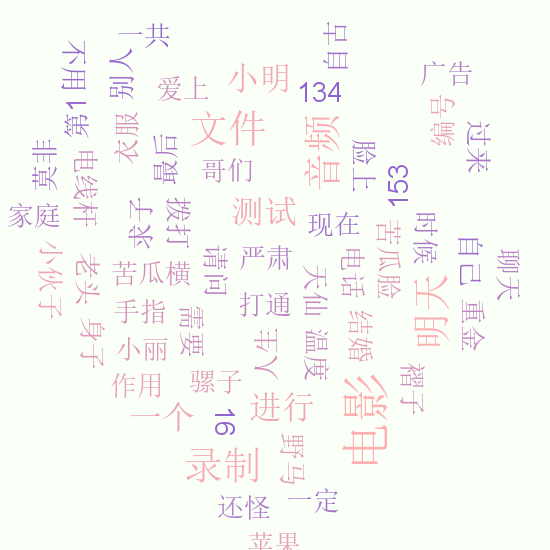 一共
不用
别人
自早
广告
小明
爱上
134
编号
第1
文件
音频
过来
衣服
最后
脸上
莫非
电线杆
哥们
153
家庭
求子
拨打
测试
现在
时候
苦瓜脸
自己
聊天
小伙子
老头
苦瓜横
请问
严肃
天仙
电话
明天
手指
需要
打通
重金
身子
小丽
人生
温度
结婚
作用
骡子
褶子
一个
16
进行
电影
录制
野马
还怪
一定
苹果